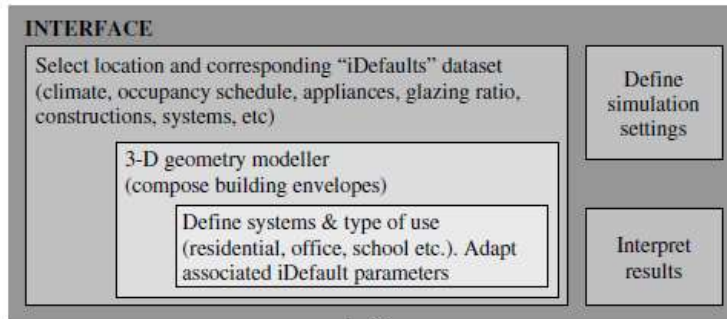 INTERFACE
Select location and corresponding “iDefaults” dataset
(climate, occupancy schedule, appliances, glazing ratio,
constructions, systems, etc)
3-D geometry modeller
(compose building envelopes)
Define systems & type of use
(residential, office, school etc.). Adapt
associated iDefault parameters
Define
simulation
settings
Interpret
results